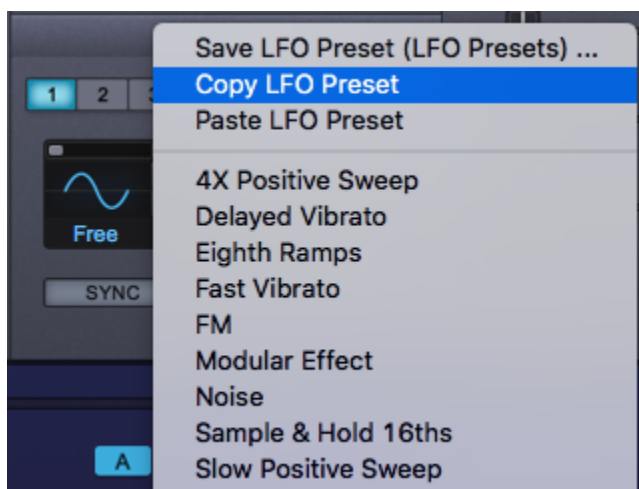 Save LFO Preset (LFO Presets) ...
1 2
Copy LFO Preset
Paste LFO Preset
4X Positive Sweep
Delayed Vibrato
Free
Eighth Ramps
SYNC
Fast Vibrato
FM
Modular Effect
Noise
Sample & Hold 16ths
A
Slow Positive Sweep